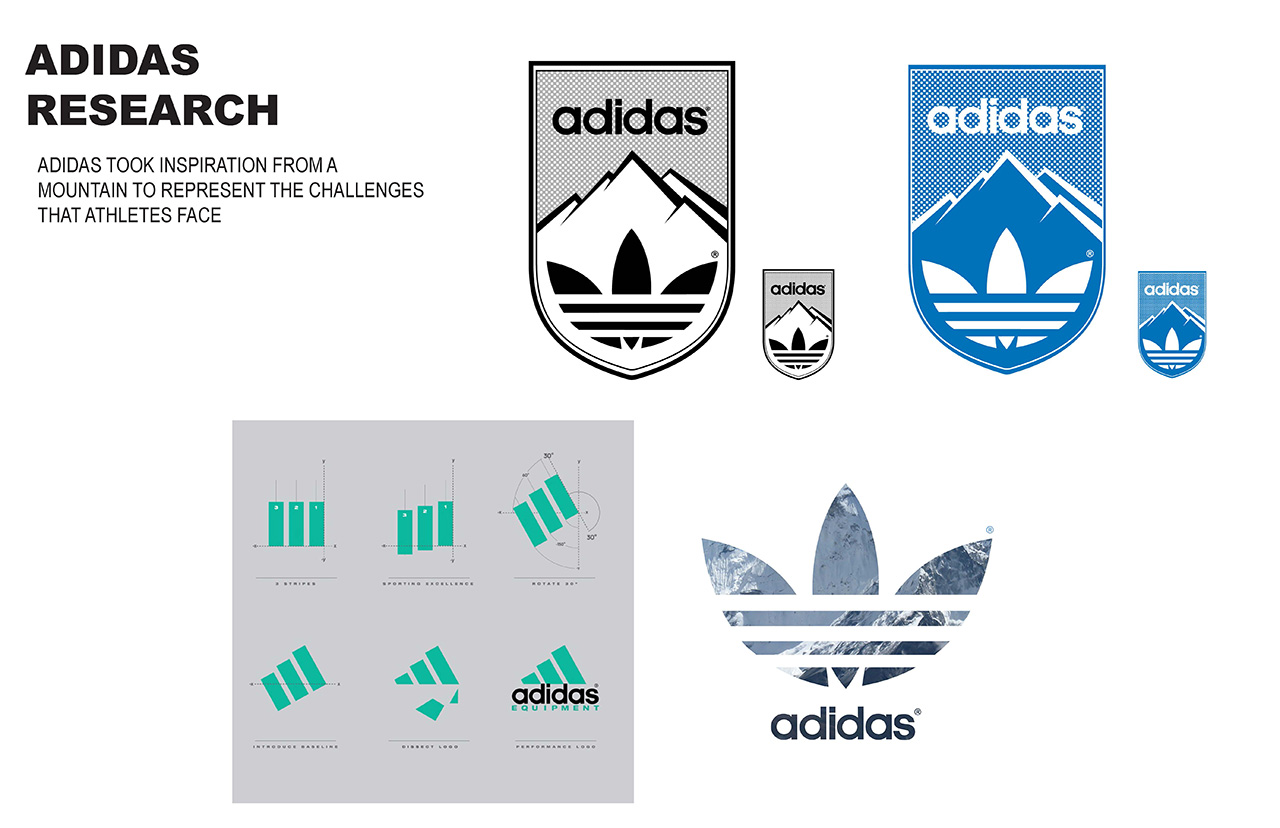 ADIDAS
RESEARCH
ADIDAS TOOK INSPIRATION FROM A
MOUNTAIN TO REPRESENT THE CHALLENGES
THAT ATHLETES FACE
adidas®
®
adidas
adidas
®
adidas
y
3 2 1
x
-y
3 STRIPES
y
3 2 1
x
-y
SPORTING EXCELLENCE
30°
60°
y
-x
x
30°
-y
ROTATE 30°
-x
x
INTRODUCE BASELINE
DISSECT LOGO
adidas®
EQUIPMENT
PERFORMANCE LOGO
®
adidas®